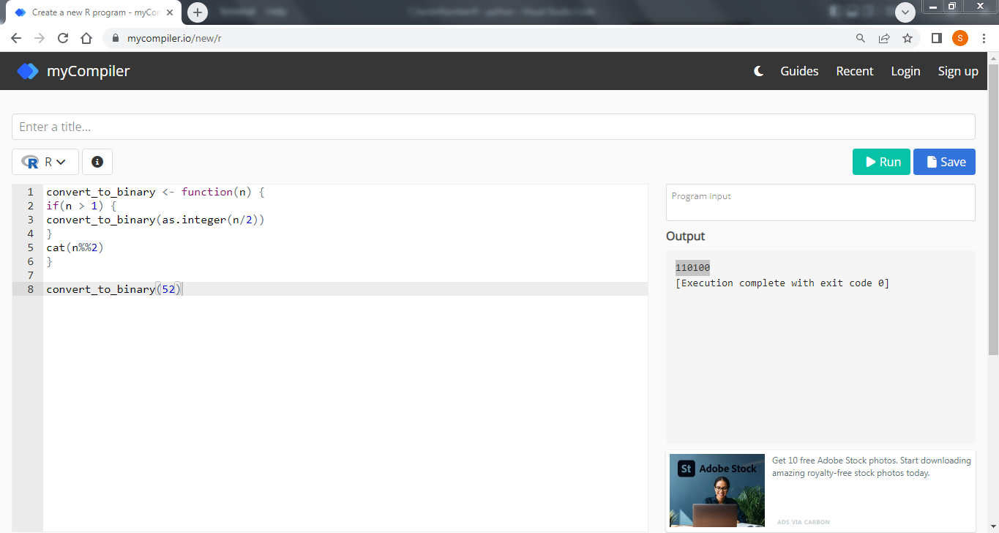 Create a new R program - myCon
Terminal Help
mycompiler.io/new/r
S
myCompiler
Guides
Recent
Login
Sign up
Enter a title...
R
Run
Save
1 convert_to_binary <- function(n) {
2 if(n > 1) {
3 convert_to_binary(as.integer(n/2))
4 }
5 cat(n%%2)
6 }
7
8 convert_to_binary(52)
Program input
Output
110100
[Execution complete with exit code 0]
St Adobe Stock
Get 10 free Adobe Stock photos. Start downloading
amazing royalty-free stock photos today.
ADS VIA CARBON